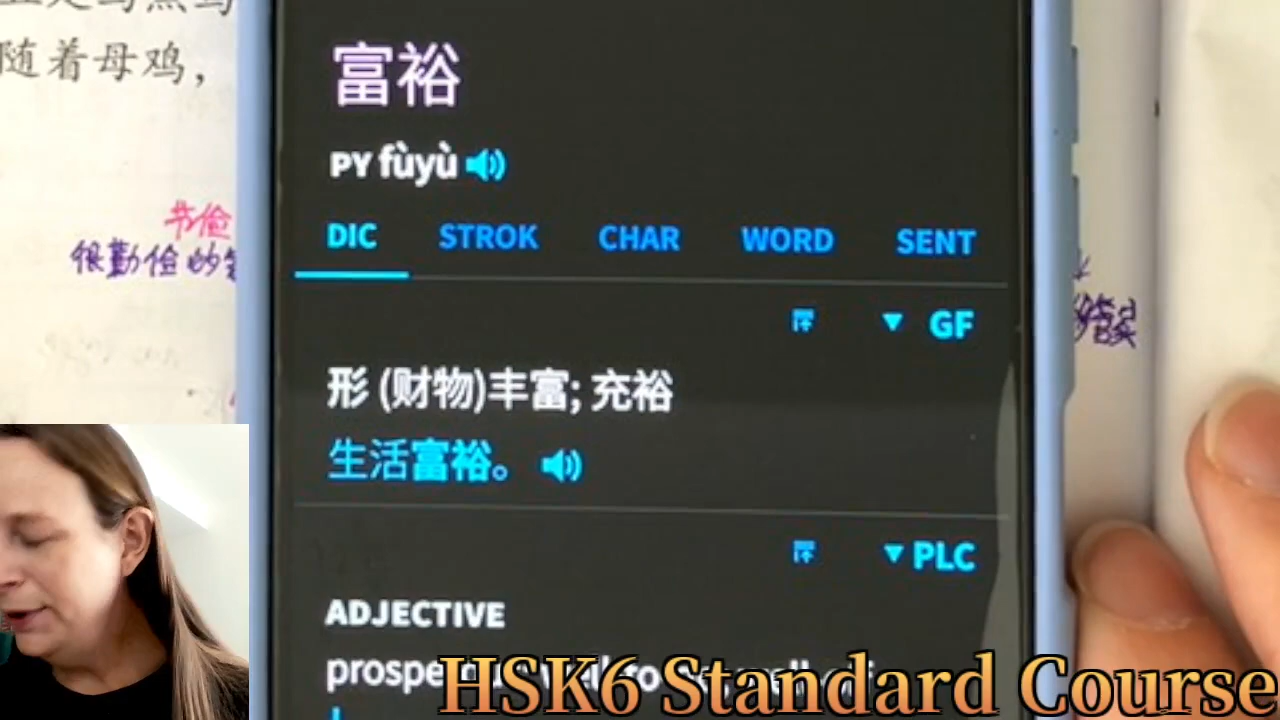 随着母鸡，
富裕
PY fùyù
节俭
很勤俭的
DIC STROK CHAR WORD SENT
GF
形 (财物)丰富; 充裕
生活富裕。
PLC
ADJECTIVE
HSK6 Standard Course